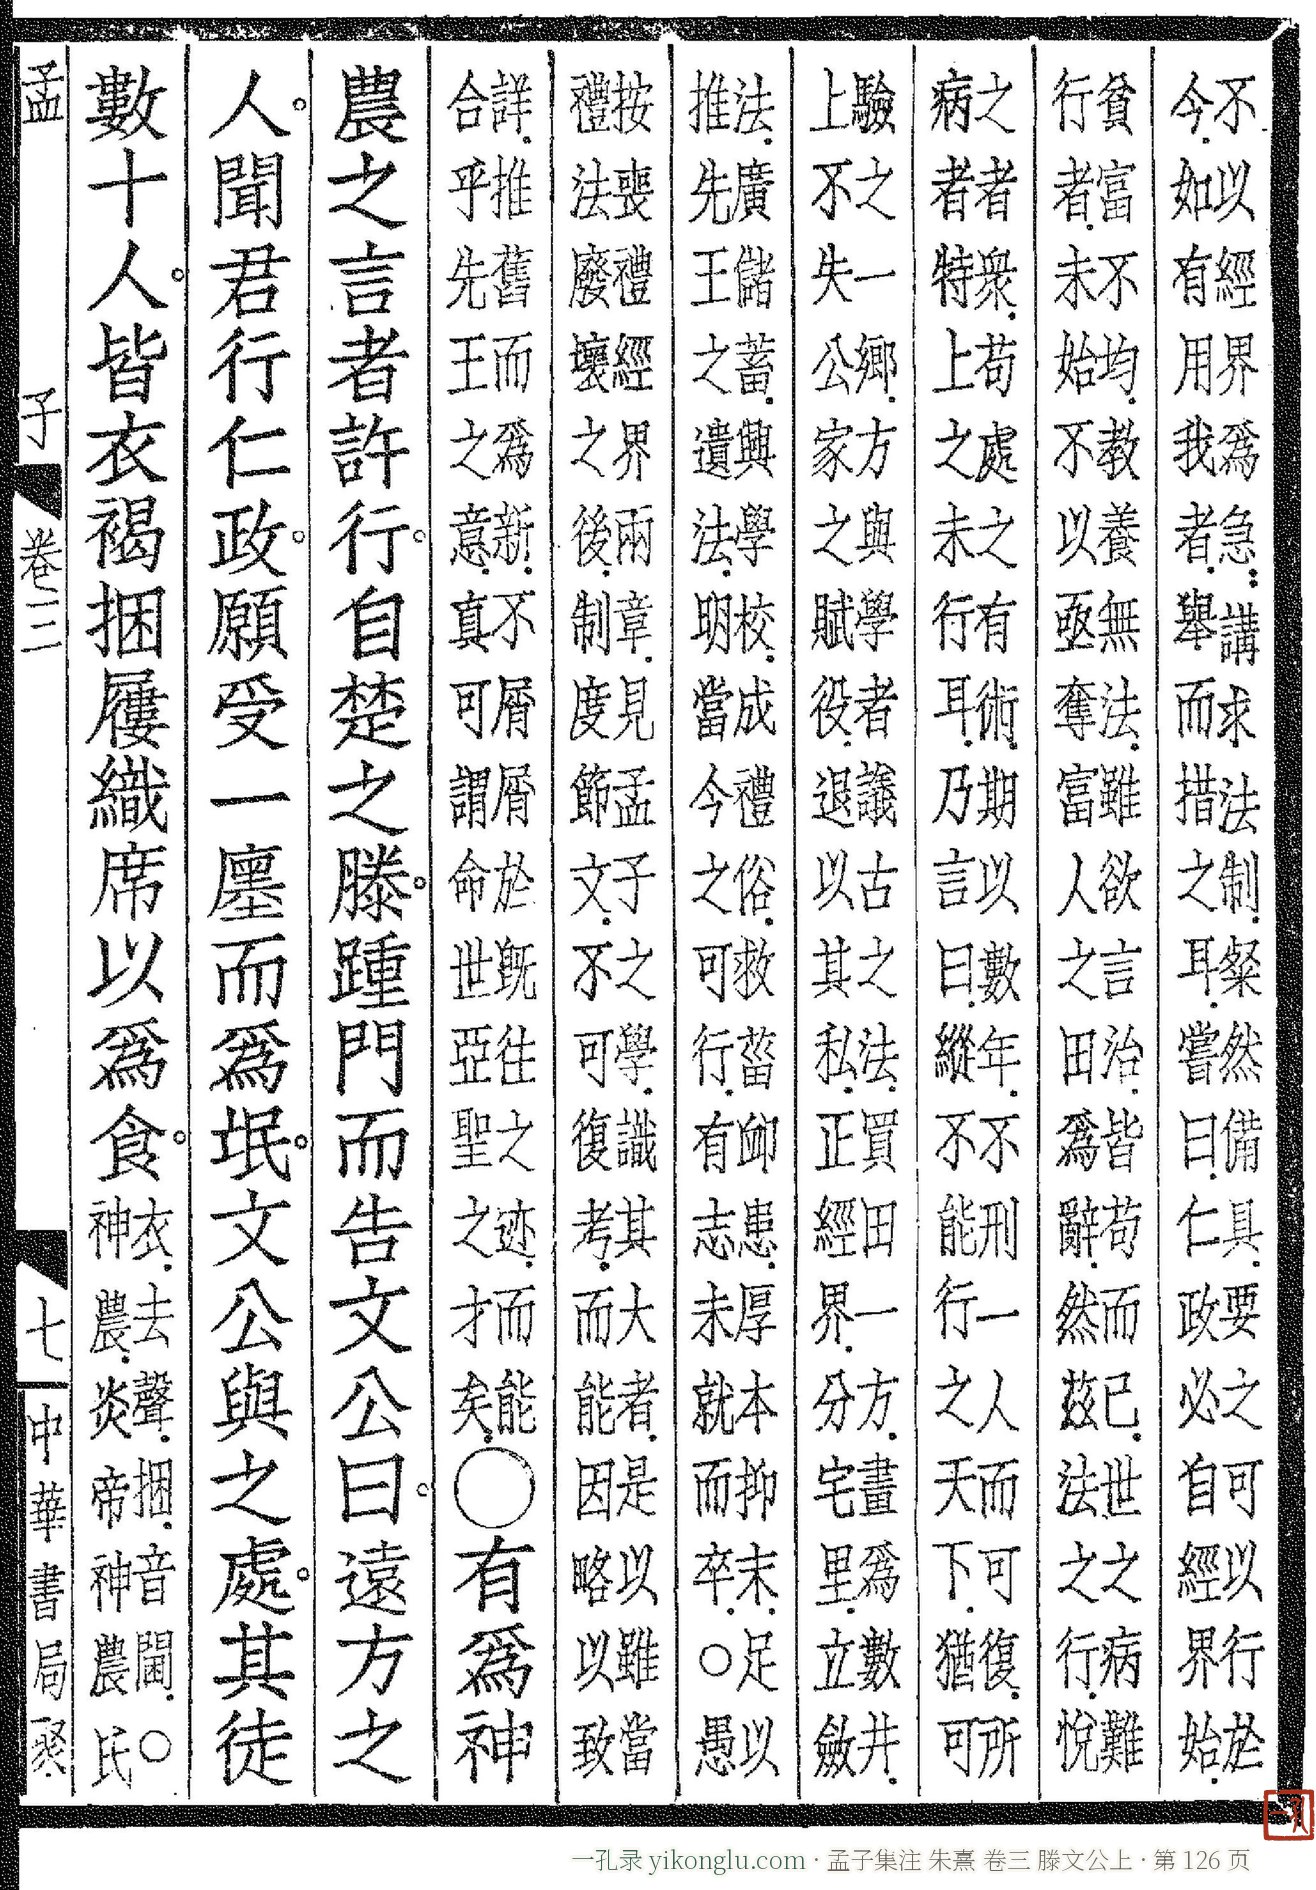 不以經界爲急。講求法制。粲然備具。要之可以行於
今。如有用我者。舉而措之耳。嘗曰。仁政必自經界始。
貧富不均。教養無法。雖欲言治。皆苟而已。世之病難
行者。未始不以亟奪富人之田爲辭。然茲法之行。悅
之者衆。苟處之有術。期以數年。不刑一人而可復。所
病者特上之未行耳。乃言曰。縱不能行之天下。猶可
驗之一鄉。方與學者議古之法。買田一方。畫爲數井。
上不失公家之賦役。退以其私。正經界。分宅里。立斂
法。廣儲蓄。興學校。成禮俗。救菑卹患。厚本抑末。足以
推先王之遺法。明當今之可行。有志未就而卒。○愚
按喪禮經界兩章。見孟子之學。識其大者。是以雖當
禮法廢壞之後。制度節文。不可復考。而能因略以致
詳。推舊而爲新。不屑屑於既往之迹。而能
合乎先王之意。真可謂命世亞聖之才矣。
○有爲神
農之言者許行。自楚之滕。踵門而告文公曰。遠方之
人。聞君行仁政。願受一廛而爲氓。文公與之處。其徒
數十人。皆衣褐捆屨織席以爲食。
衣。去聲。捆。音閫。○
神農。炎帝神農氏
孟子
卷三
七
中華書局聚
一孔录 yikonglu.com · 孟子集注 朱熹 卷三 滕文公上 · 第 126 页